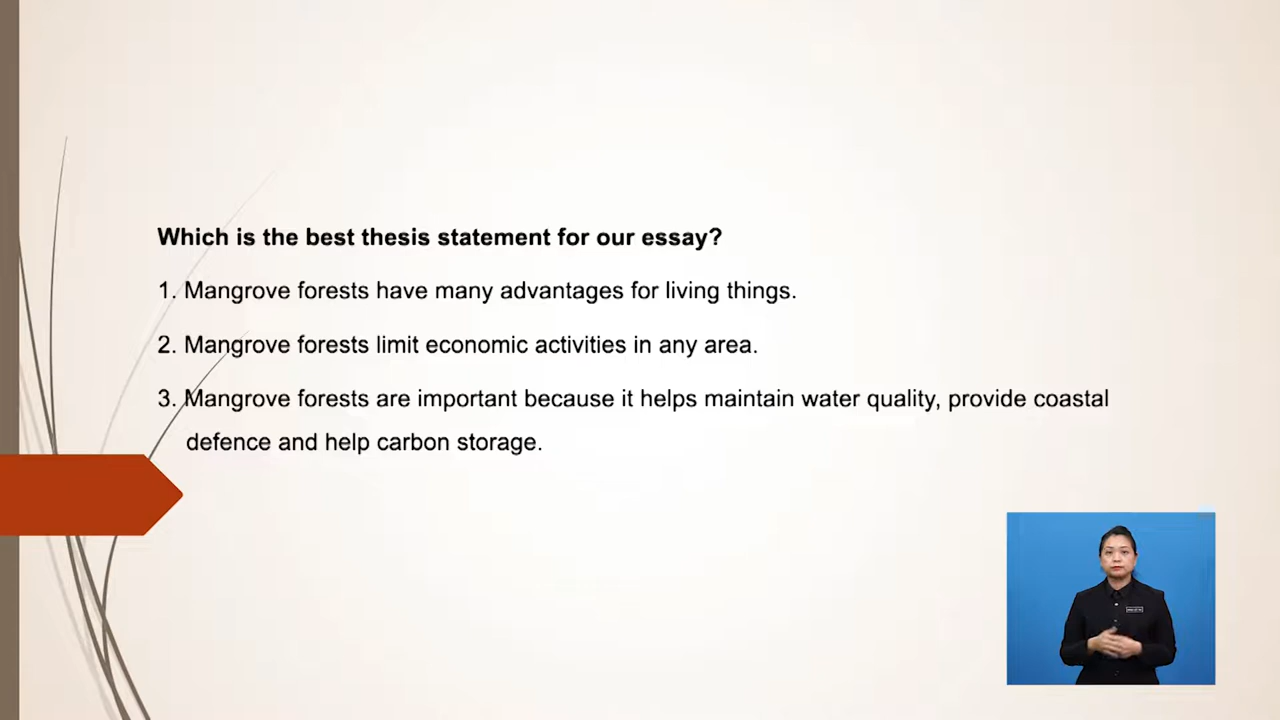 Which is the best thesis statement for our essay?
1. Mangrove forests have many advantages for living things.
2. Mangrove forests limit economic activities in any area.
3. Mangrove forests are important because it helps maintain water quality, provide coastal
defence and help carbon storage.